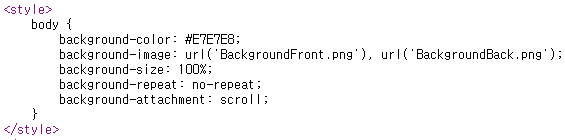 <style>
    body {
        background-color: #E7E7E8;
        background-image: url('BackgroundFront.png'), url('BackgroundBack.png');
        background-size: 100%;
        background-repeat: no-repeat;
        background-attachment: scroll;
    }
</style>